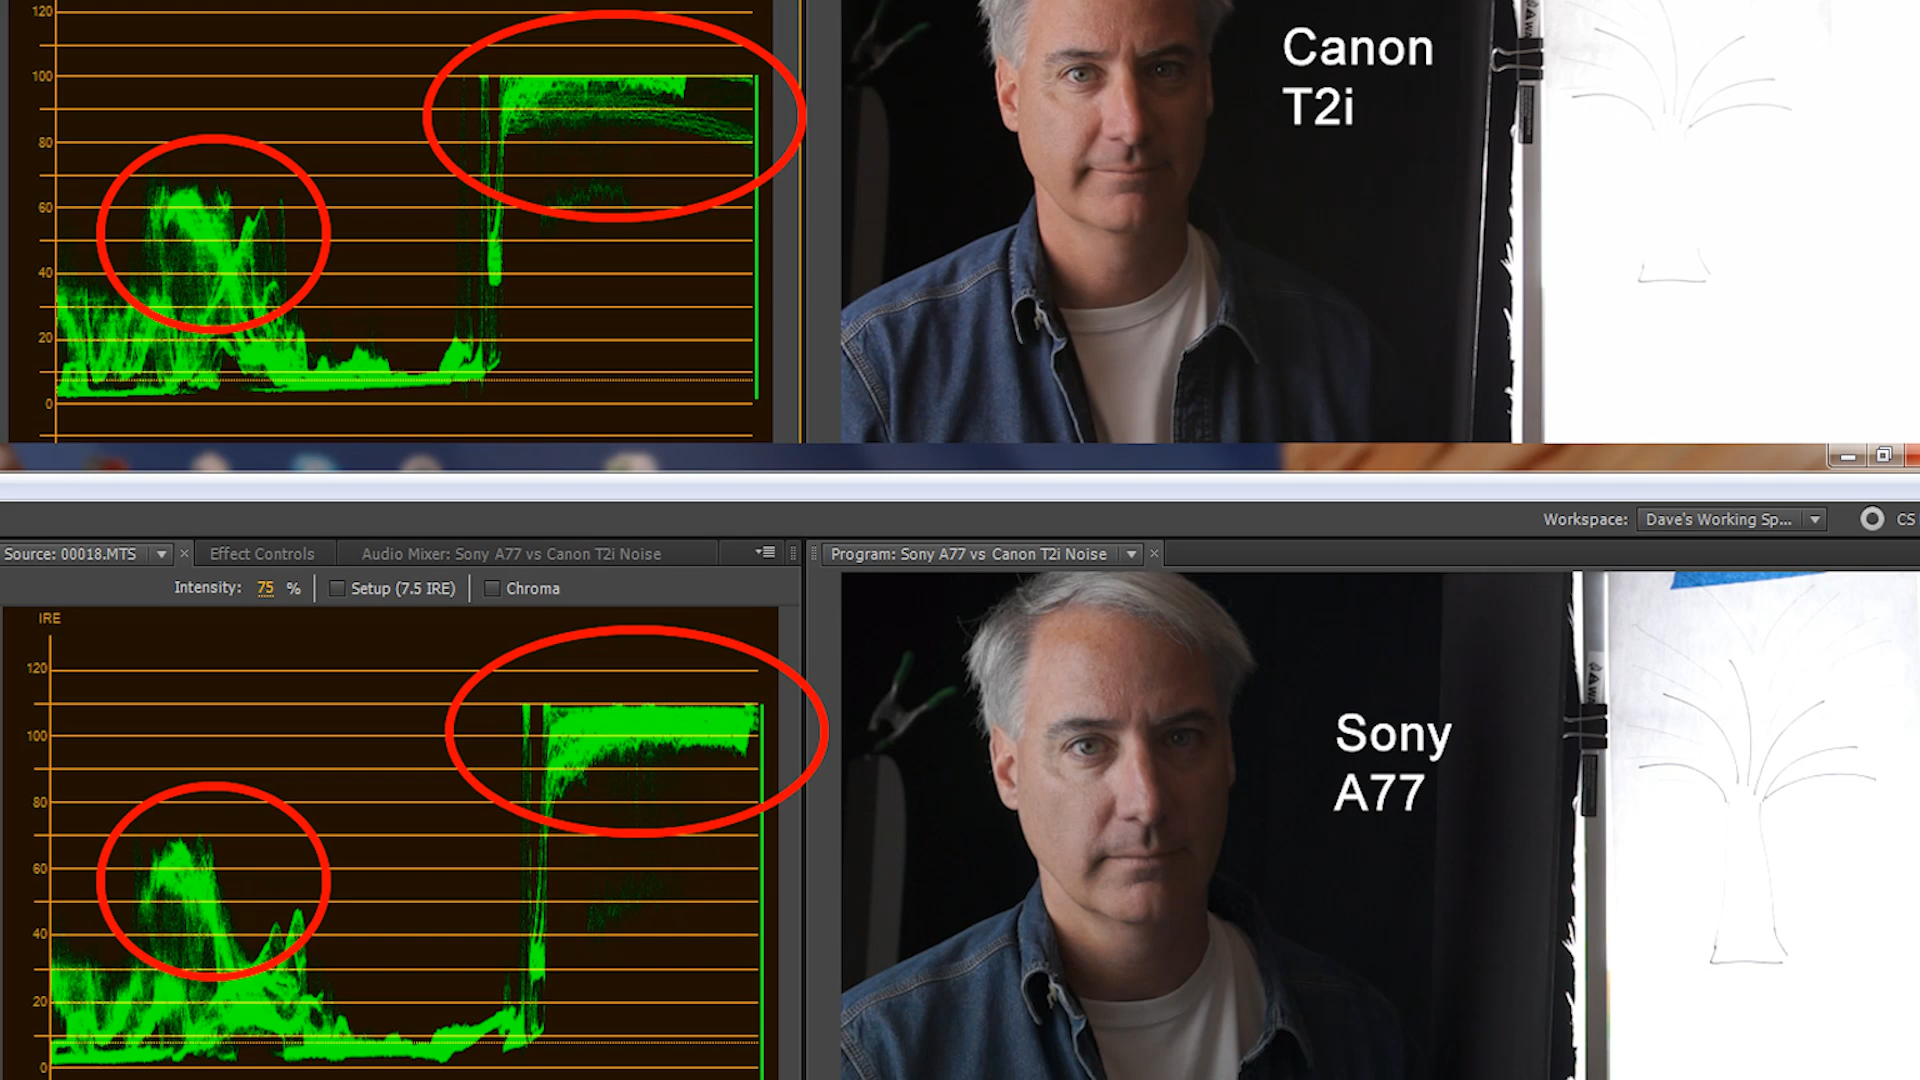 120
100
80
60
40
20
0
Canon
T2i
Workspace: Dave's Working Sp...
CS
Source: 00018.MTS
Effect Controls
Audio Mixer: Sony A77 vs Canon T2i Noise
Program: Sony A77 vs Canon T2i Noise
Intensity: 75 %
Setup (7.5 IRE)
Chroma
IRE
120
100
80
60
40
20
0
Sony
A77